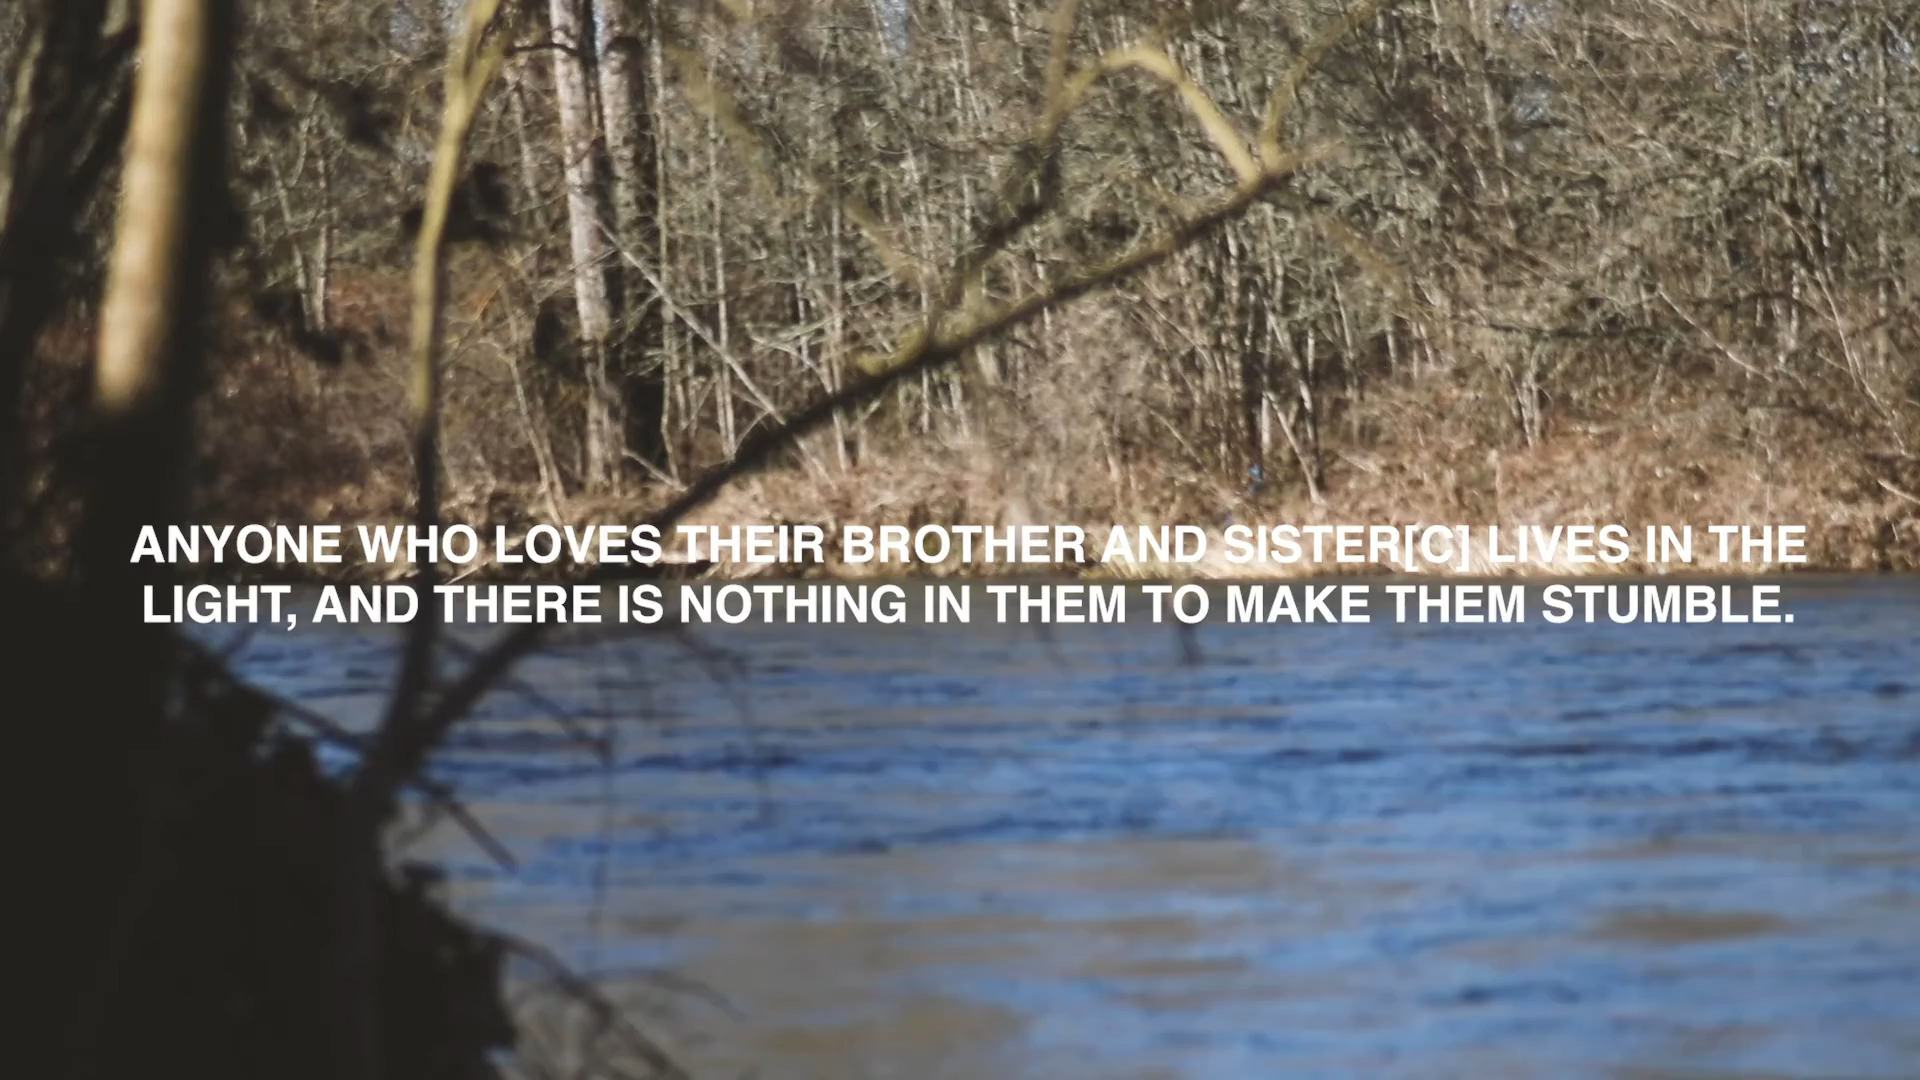 ANYONE WHO LOVES THEIR BROTHER AND SISTER[C] LIVES IN THE
LIGHT, AND THERE IS NOTHING IN THEM TO MAKE THEM STUMBLE.